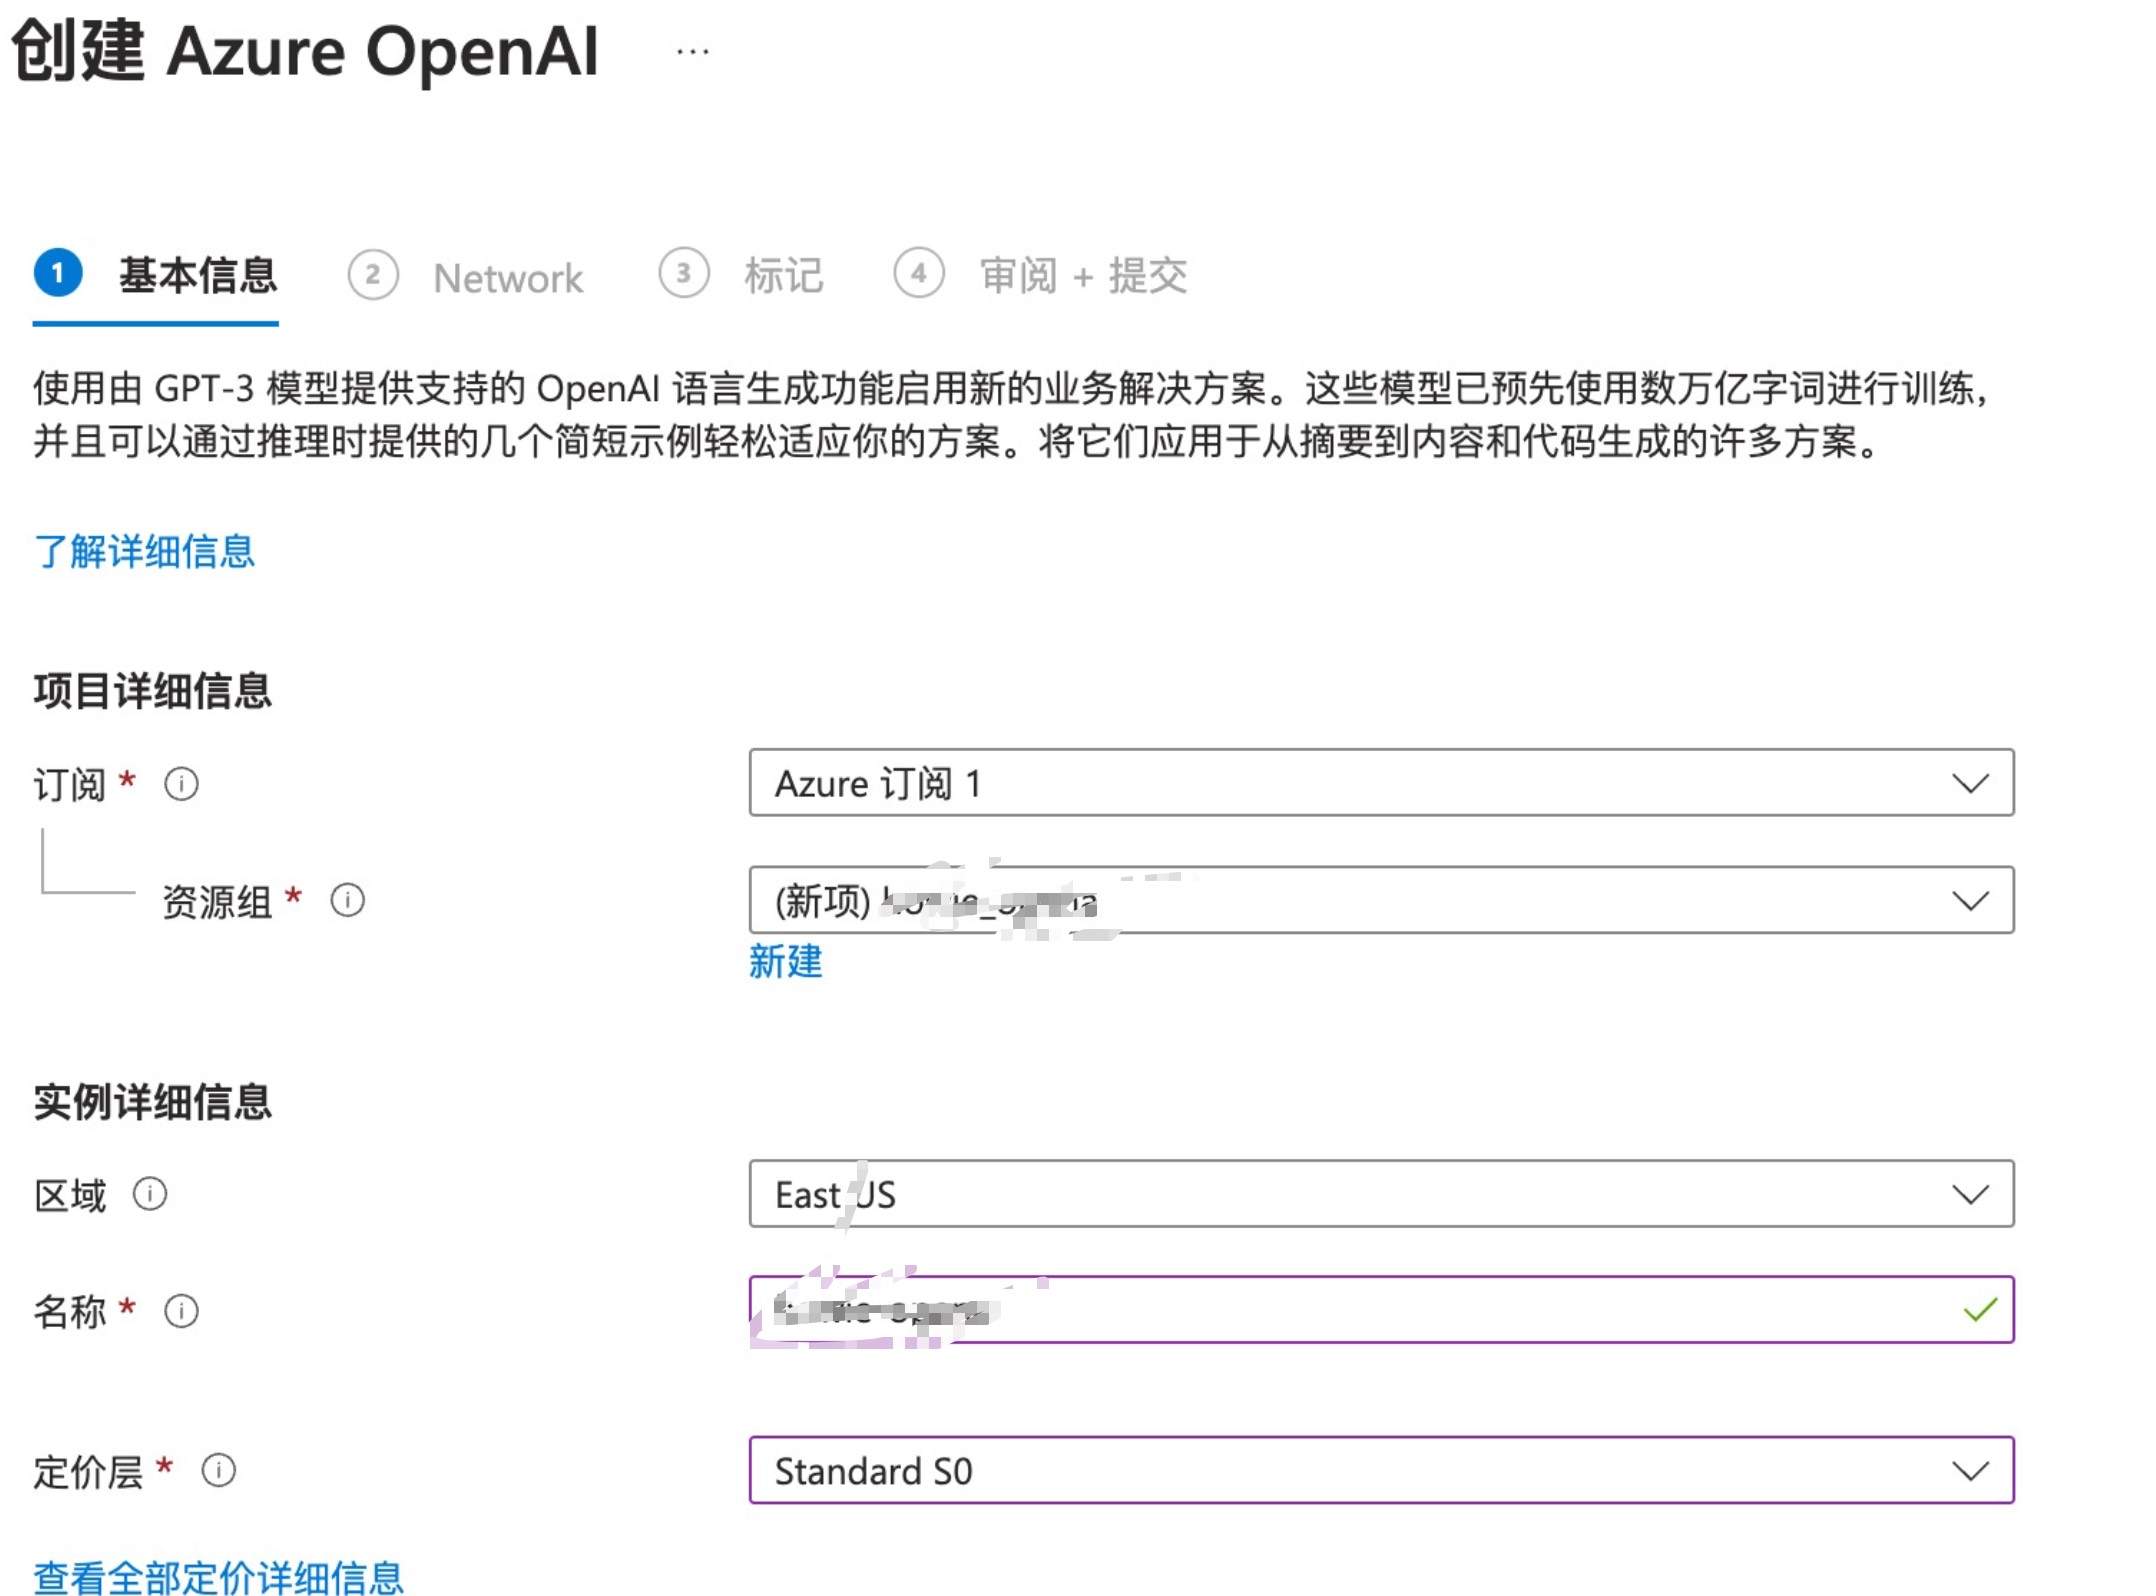 创建 Azure OpenAI ...
1 基本信息 2 Network 3 标记 4 审阅 + 提交
使用由 GPT-3 模型提供支持的 OpenAI 语言生成功能启用新的业务解决方案。这些模型已预先使用数万亿字词进行训练，
并且可以通过推理时提供的几个简短示例轻松适应你的方案。将它们应用于从摘要到内容和代码生成的许多方案。
了解详细信息
项目详细信息
订阅 * Azure 订阅 1
资源组 * (新项)
新建
实例详细信息
区域 East US
名称 *
定价层 * Standard S0
查看全部定价详细信息